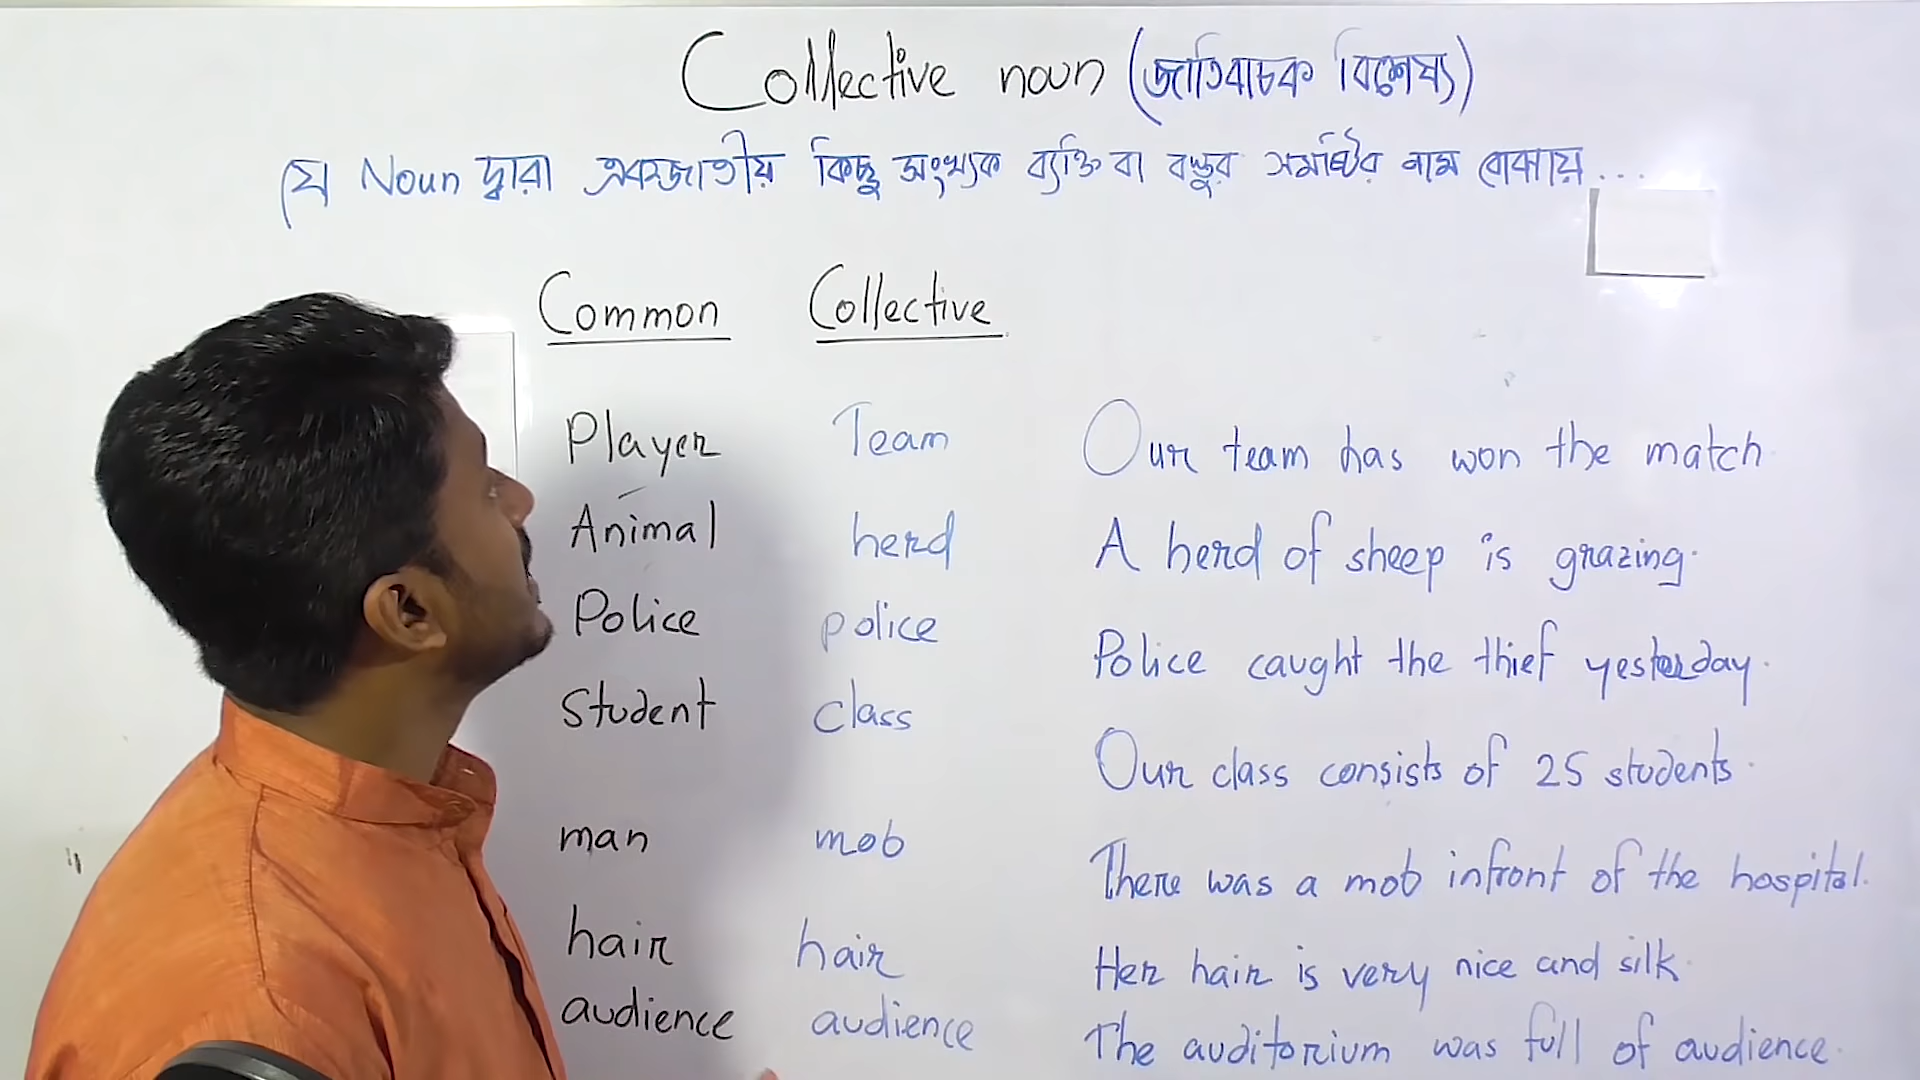 Collective noun (জাতিবাচক বিশেষ্য)
যে Noun দ্বারা একজাতীয় কিছু সংখ্যক ব্যক্তি বা বস্তুর সমষ্টির নাম বোঝায়...
Common Collective
Player Team Our team has won the match
Animal herd A herd of sheep is grazing.
Police police Police caught the thief yesterday.
Student class Our class consists of 25 students.
man mob There was a mob infront of the hospital.
hair hair Her hair is very nice and silk.
audience audience The auditorium was full of audience.